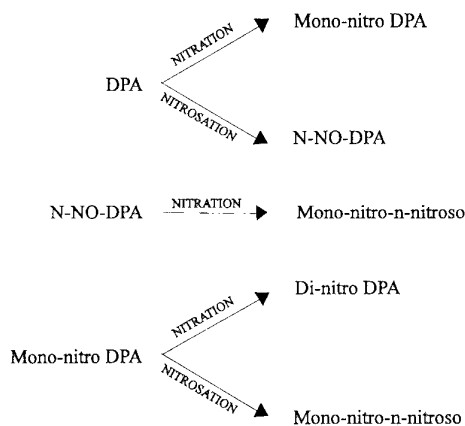 Mono-nitro DPA
NITRATION
DPA
NITROSATION
N-NO-DPA
N-NO-DPA
NITRATION
Mono-nitro-n-nitroso
Di-nitro DPA
NITRATION
Mono-nitro DPA
NITROSATION
Mono-nitro-n-nitroso